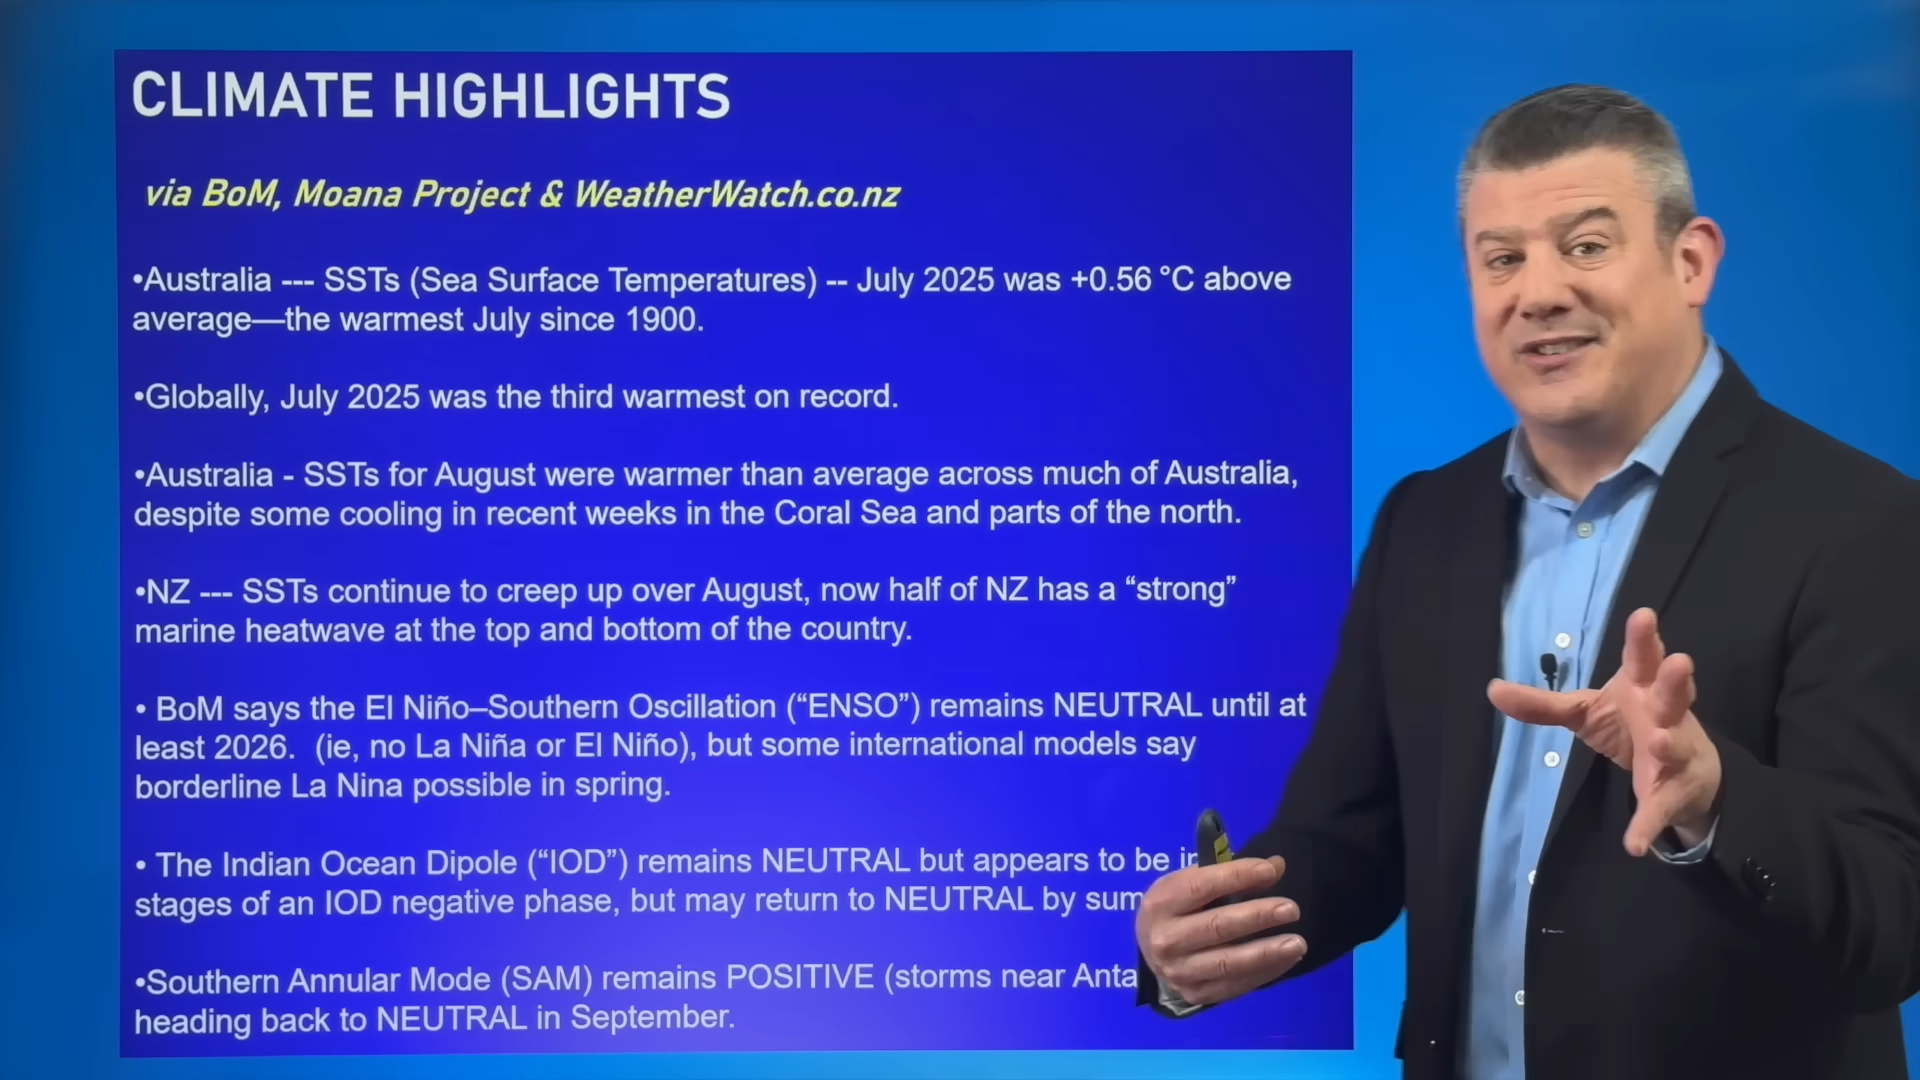 CLIMATE HIGHLIGHTS
via BoM, Moana Project & WeatherWatch.co.nz
•Australia --- SSTs (Sea Surface Temperatures) -- July 2025 was +0.56 °C above
average—the warmest July since 1900.
•Globally, July 2025 was the third warmest on record.
•Australia - SSTs for August were warmer than average across much of Australia,
despite some cooling in recent weeks in the Coral Sea and parts of the north.
•NZ --- SSTs continue to creep up over August, now half of NZ has a “strong”
marine heatwave at the top and bottom of the country.
• BoM says the El Niño–Southern Oscillation (“ENSO”) remains NEUTRAL until at
least 2026. (ie, no La Niña or El Niño), but some international models say
borderline La Nina possible in spring.
• The Indian Ocean Dipole (“IOD”) remains NEUTRAL but appears to be
stages of an IOD negative phase, but may return to NEUTRAL by
•Southern Annular Mode (SAM) remains POSITIVE (storms near
heading back to NEUTRAL in September.